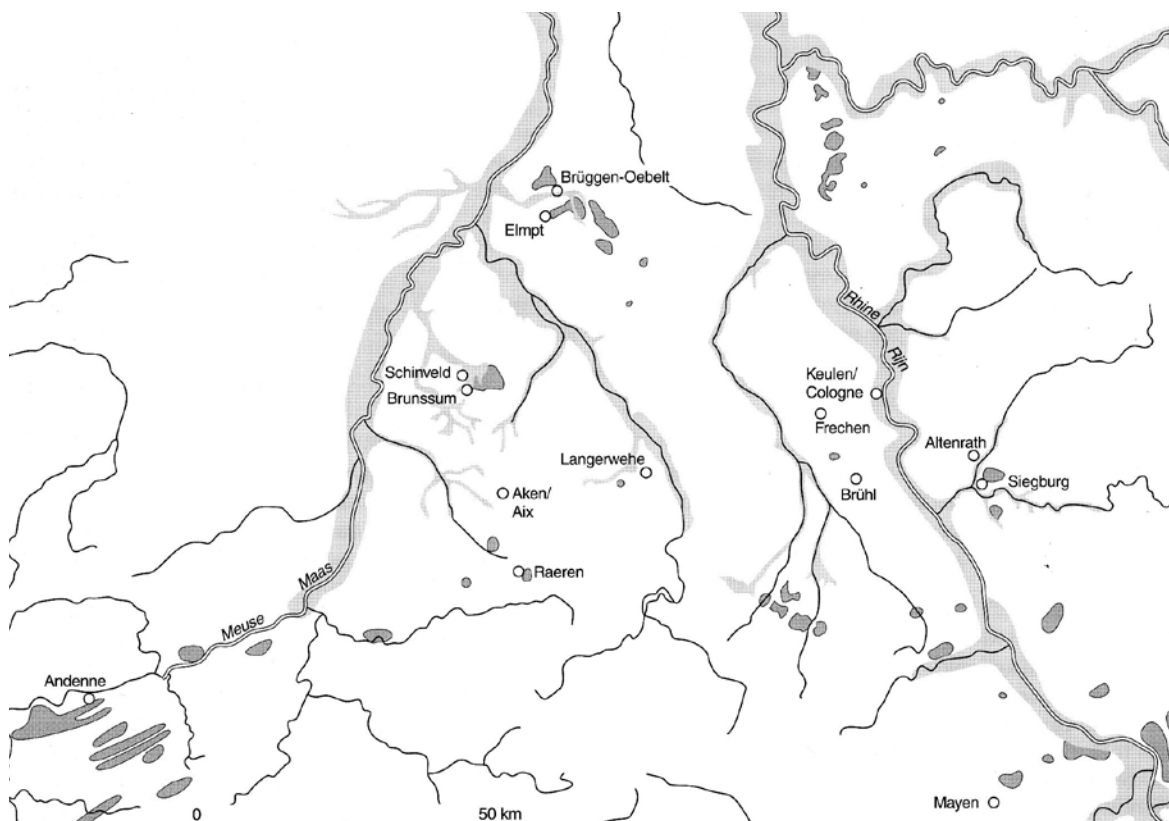 Brüggen-Oebelt
Elmpt
Rhine
Rijn
Schinveld
Brunssum
Keulen/
Cologne
Frechen
Altenrath
Langerwehe
Siegburg
Aken/
Aix
Brühl
Raeren
Maas
Meuse
Andenne
Mayen
0
50 km